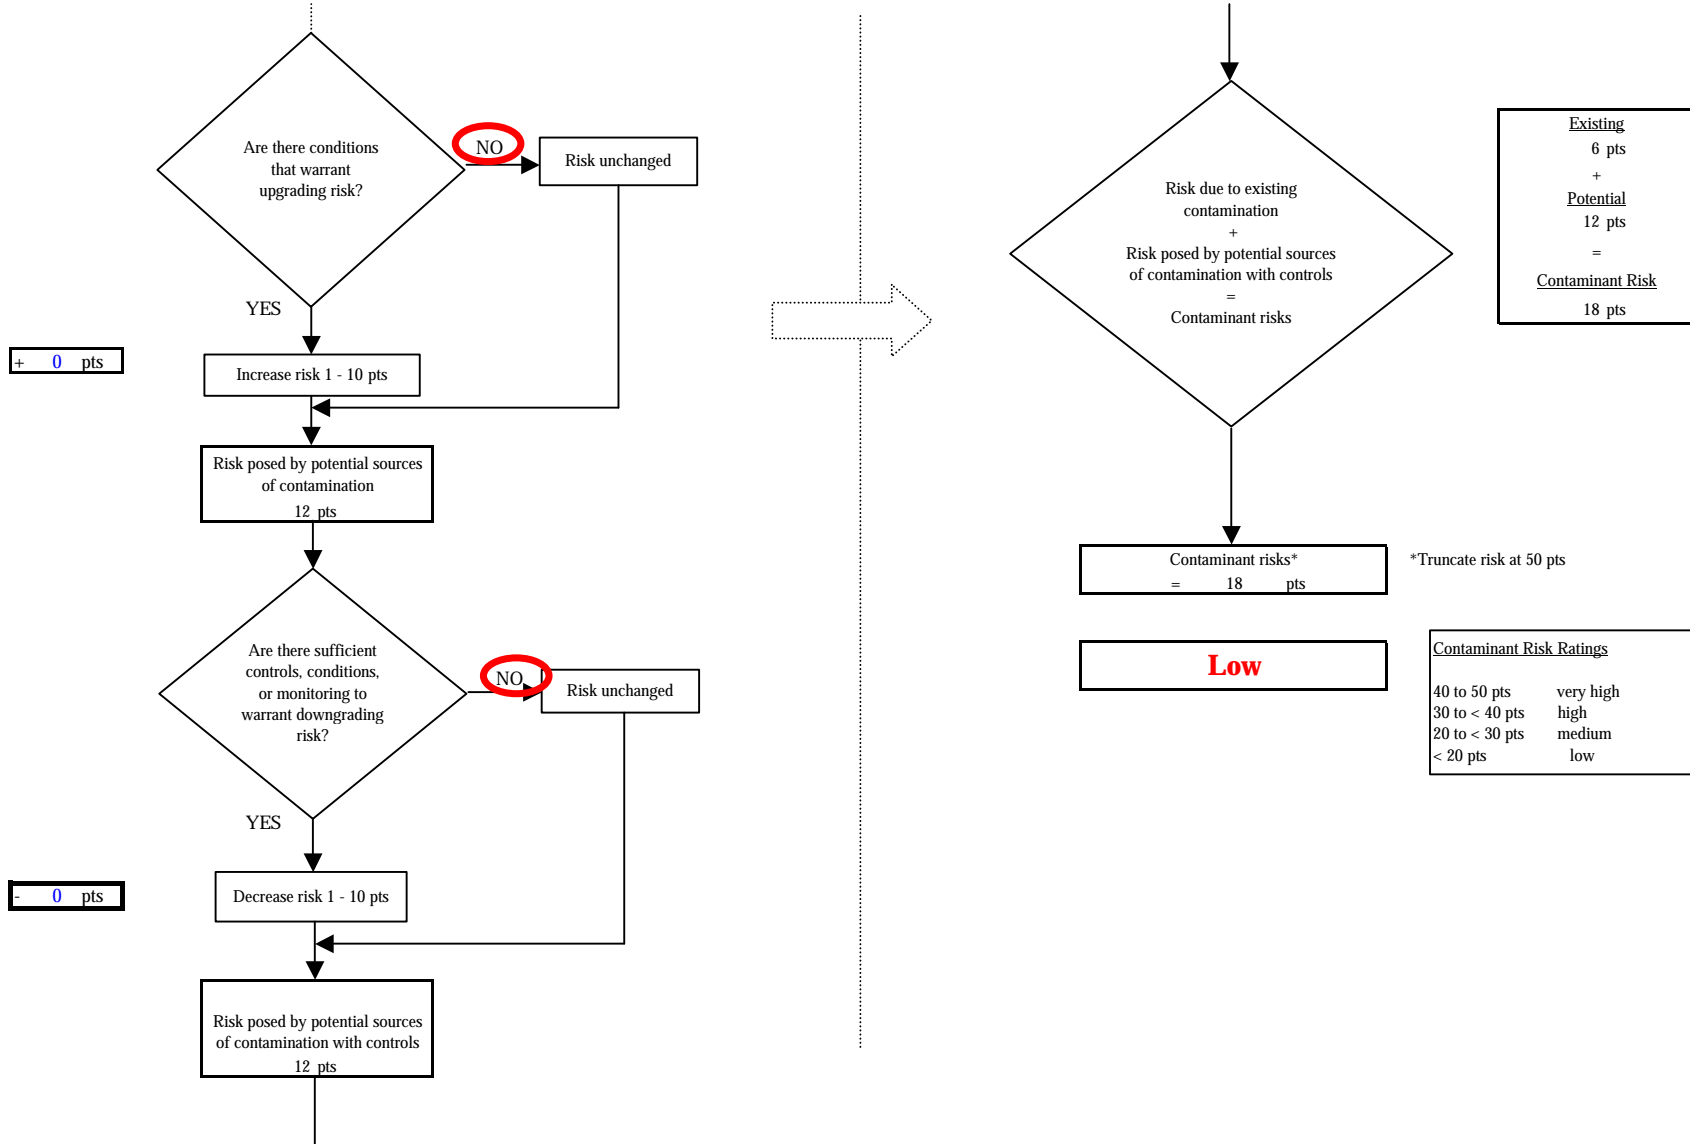 Are there conditions
that warrant
upgrading risk?
NO
Risk unchanged
YES
+ 0 pts
Increase risk 1 - 10 pts
Risk posed by potential sources
of contamination
12 pts
Are there sufficient
controls, conditions,
or monitoring to
warrant downgrading
risk?
NO
Risk unchanged
YES
- 0 pts
Decrease risk 1 - 10 pts
Risk posed by potential sources
of contamination with controls
12 pts
Risk due to existing
contamination
+
Risk posed by potential sources
of contamination with controls
=
Contaminant risks
Existing
6 pts
+
Potential
12 pts
=
Contaminant Risk
18 pts
Contaminant risks*
= 18 pts
*Truncate risk at 50 pts
Low
Contaminant Risk Ratings
40 to 50 pts very high
30 to < 40 pts high
20 to < 30 pts medium
< 20 pts low